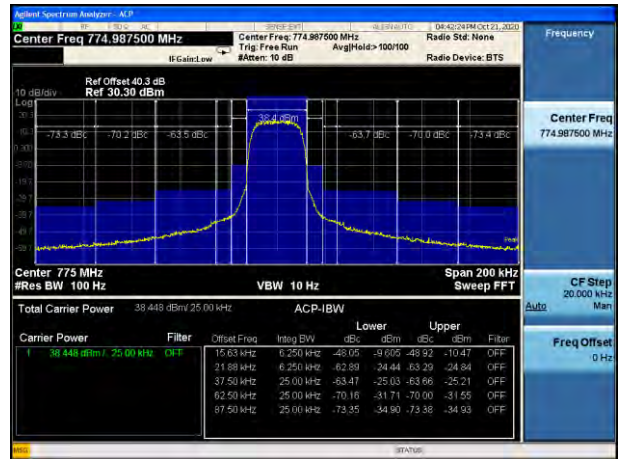 Agilent Spectrum Analyzer - ACP
RF 50 Ω AC SENSE:EXT ALIGNAUTO 04:42:24 PM Oct 21, 2020
Center Freq 774.987500 MHz
Center Freq: 774.987500 MHz
Radio Std: None
Trig: Free Run
Avg|Hold:> 100/100
IFGain:Low
#Atten: 10 dB
Radio Device: BTS
Frequency
Ref Offset 40.3 dB
10 dB/div Ref 30.30 dBm
Log
38.4 dBm
-73.3 dBc -70.2 dBc -63.5 dBc -63.7 dBc -70.0 dBc -73.4 dBc
Center Freq
774.987500 MHz
Center 775 MHz
Span 200 kHz
#Res BW 100 Hz
VBW 10 Hz
Sweep FFT
CF Step
20.000 kHz
Auto Man
Total Carrier Power 38.448 dBm/ 25.00 kHz
ACP-IBW
Lower Upper
Carrier Power Filter
Offset Freq Integ BW dBc dBm dBc dBm Filter
1 38.448 dBm / 25.00 kHz OFF
15.63 kHz 6.250 kHz -48.05 -9.605 -48.92 -10.47 OFF
21.88 kHz 6.250 kHz -62.89 -24.44 -63.29 -24.84 OFF
37.50 kHz 25.00 kHz -63.47 -25.03 -63.66 -25.21 OFF
62.50 kHz 25.00 kHz -70.16 -31.71 -70.00 -31.55 OFF
87.50 kHz 25.00 kHz -73.35 -34.90 -73.38 -34.93 OFF
Freq Offset
0 Hz
MSG
STATUS